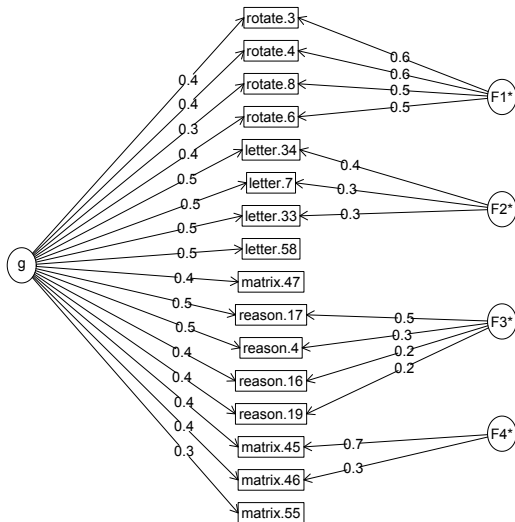 rotate.3
0.4
0.6
rotate.4
0.4
0.6
rotate.8
0.3
0.5
F1*
rotate.6
0.4
0.5
letter.34
0.5
0.4
letter.7
0.5
0.3
F2*
letter.33
0.5
0.3
letter.58
0.5
g
matrix.47
0.4
reason.17
0.5
0.5
F3*
reason.4
0.5
0.3
reason.16
0.4
0.2
reason.19
0.4
0.2
matrix.45
0.4
0.7
F4*
matrix.46
0.4
0.3
matrix.55
0.3